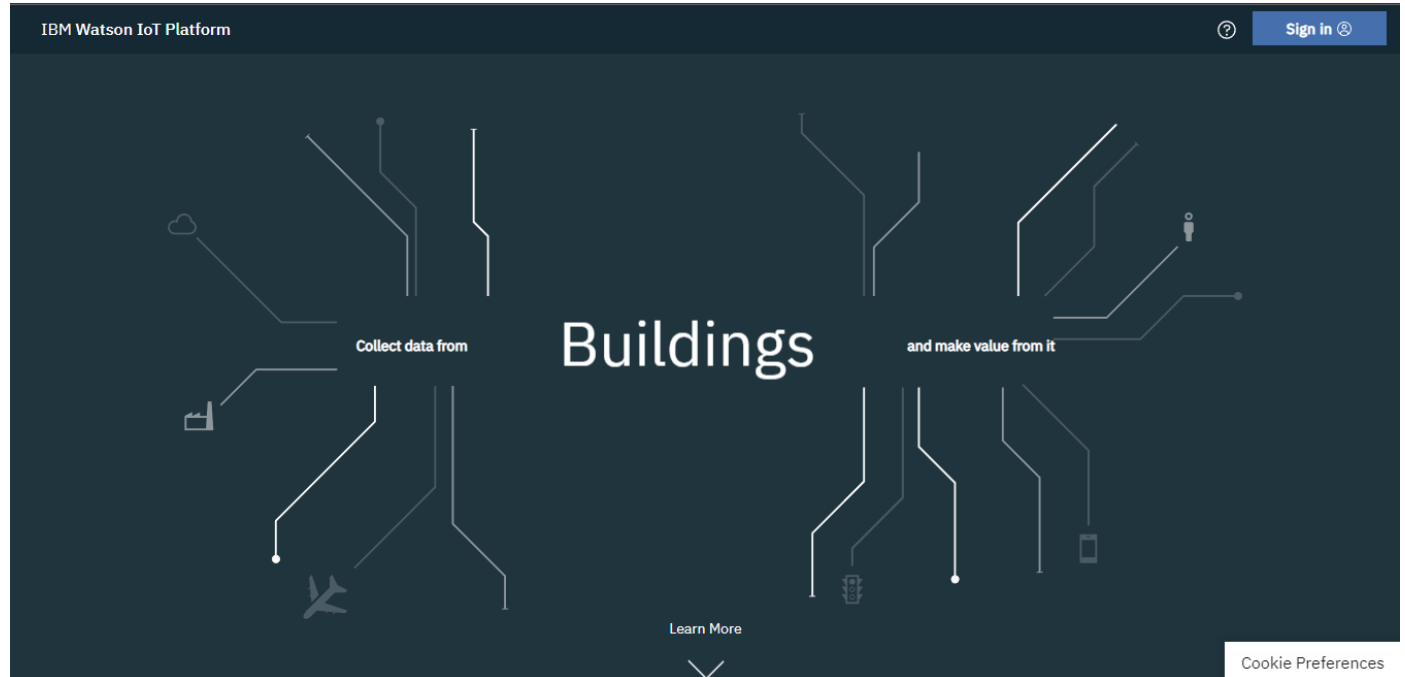 IBM Watson IoT Platform
Sign in
Collect data from
Buildings
and make value from it
Learn More
Cookie Preferences